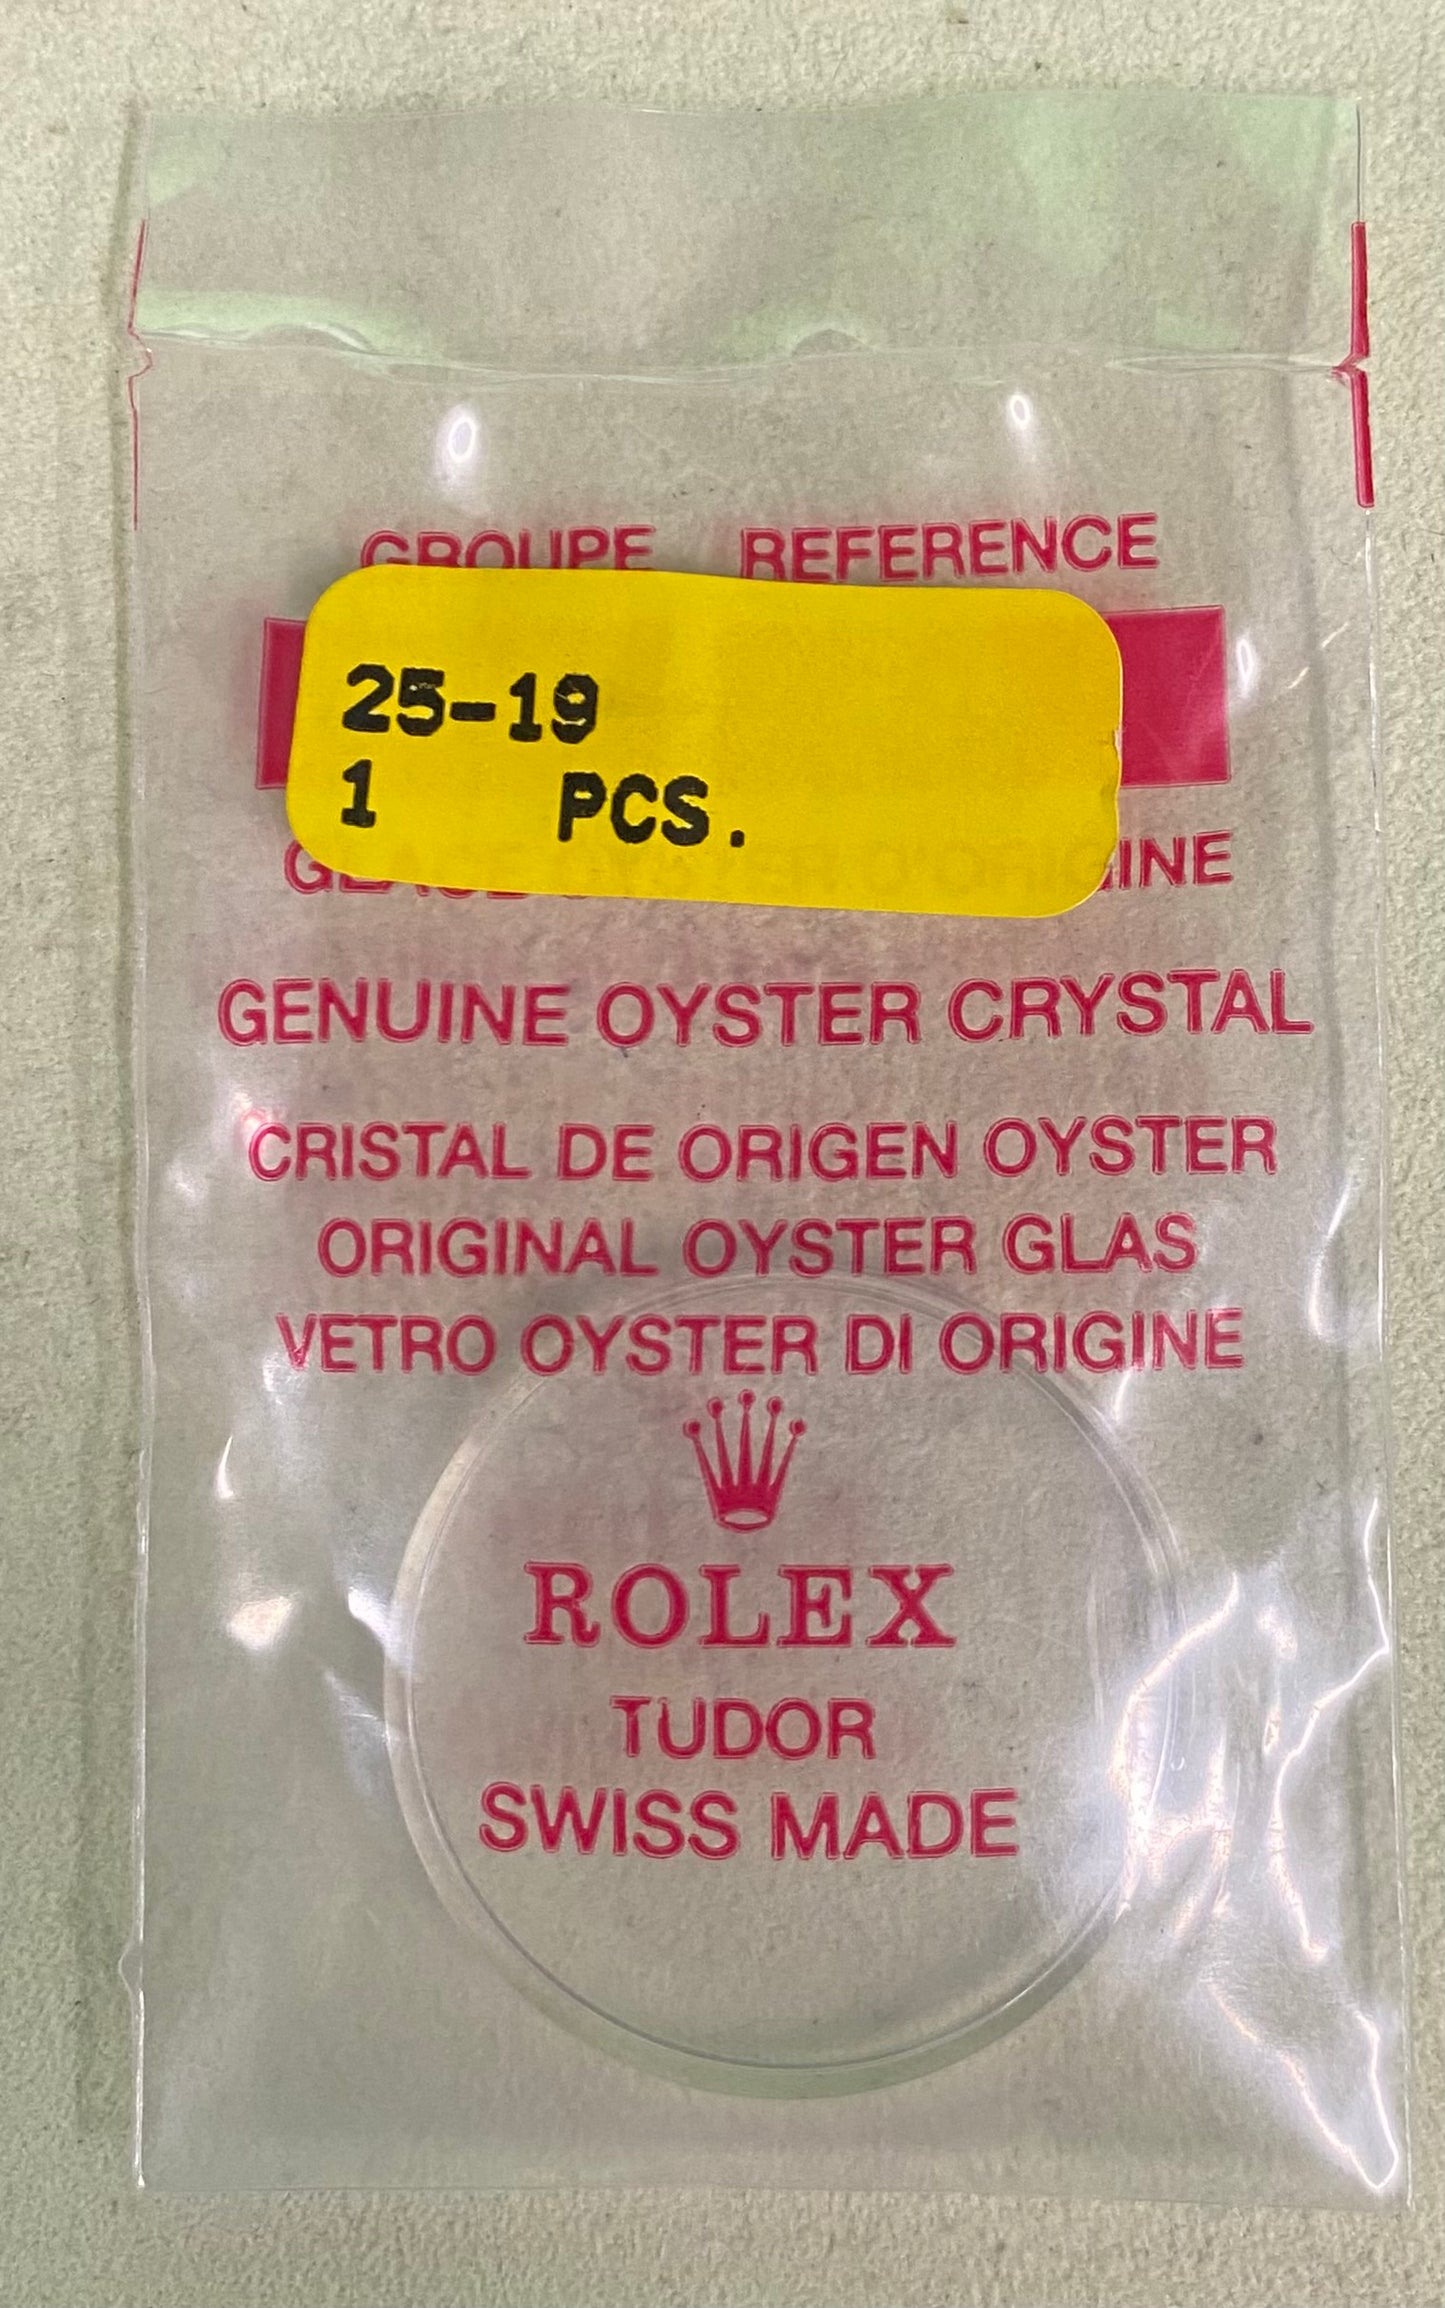 GROUPE REFERENCE
25-19
1 PCS.
INE
GENUINE OYSTER CRYSTAL
CRISTAL DE ORIGEN OYSTER
ORIGINAL OYSTER GLAS
VETRO OYSTER DI ORIGINE
ROLEX
TUDOR
SWISS MADE